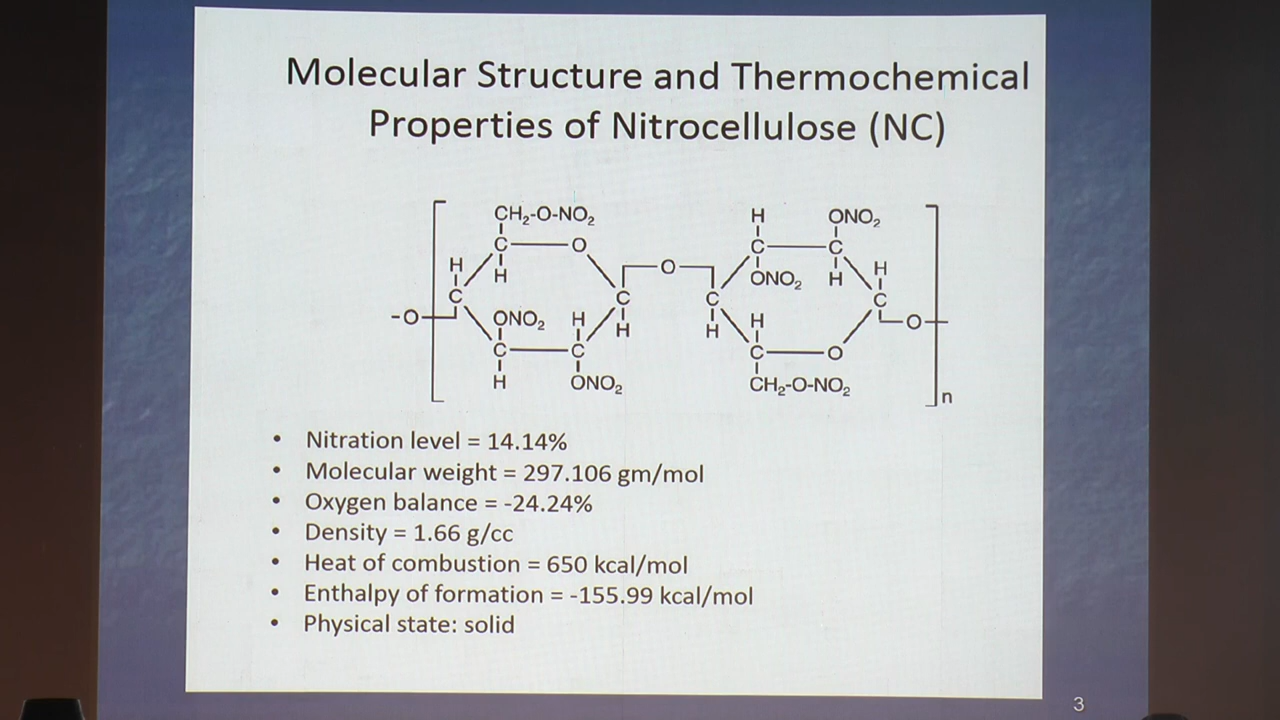 Molecular Structure and Thermochemical
Properties of Nitrocellulose (NC)
CH₂-O-NO₂ H ONO₂
C O C C
H H ONO₂ H H
O
C C C C
-O ONO₂ H H H H O
C C C O
H ONO₂ CH₂-O-NO₂
n
• Nitration level = 14.14%
• Molecular weight = 297.106 gm/mol
• Oxygen balance = -24.24%
• Density = 1.66 g/cc
• Heat of combustion = 650 kcal/mol
• Enthalpy of formation = -155.99 kcal/mol
• Physical state: solid
3